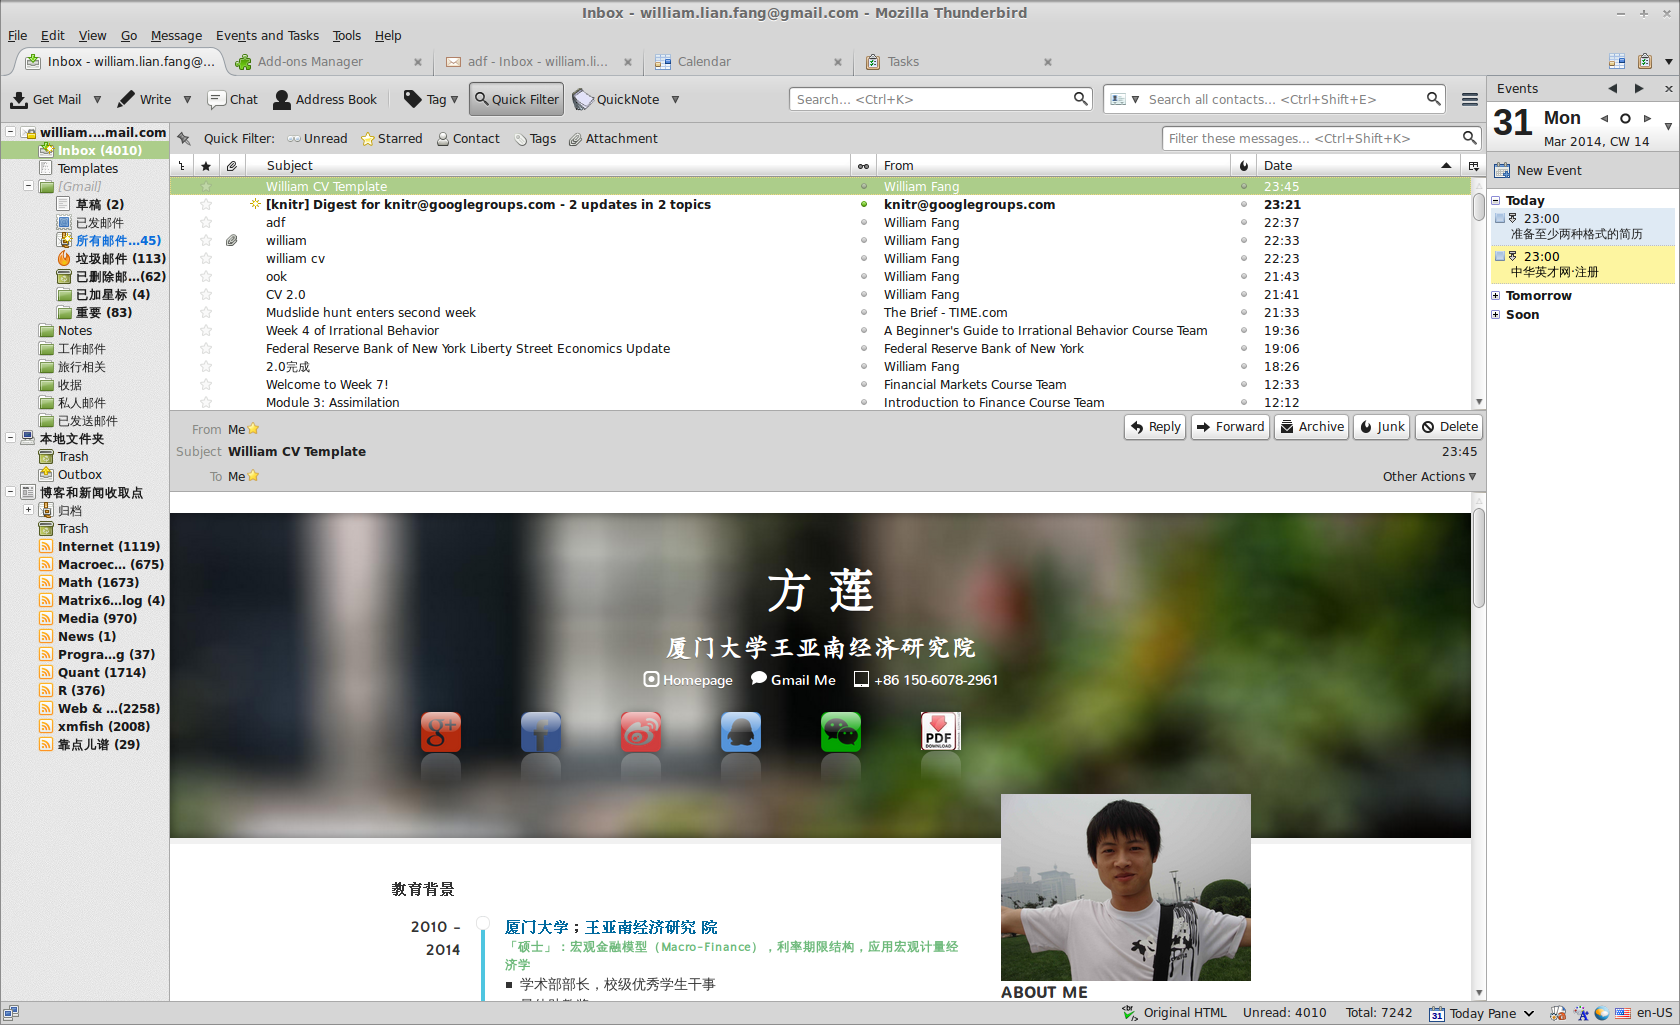 Inbox - william.lian.fang@gmail.com - Mozilla Thunderbird
File Edit View Go Message Events and Tasks Tools Help
Inbox - william.lian.fang@... Add-ons Manager adf - Inbox - william.li... Calendar Tasks
Get Mail Write Chat Address Book Tag Quick Filter QuickNote Search... <Ctrl+K> Search all contacts... <Ctrl+Shift+E>
Quick Filter: Unread Starred Contact Tags Attachment Filter these messages... <Ctrl+Shift+K>
william....mail.com
Inbox (4010)
Templates
[Gmail]
草稿 (2)
已发邮件
所有邮件...45)
垃圾邮件 (113)
已删除邮...(62)
已加星标 (4)
重要 (83)
Notes
工作邮件
旅行相关
收据
私人邮件
已发送邮件
本地文件夹
Trash
Outbox
博客和新闻收取点
归档
Trash
Internet (1119)
Macroec... (675)
Math (1673)
Matrix6...log (4)
Media (970)
News (1)
Progra...g (37)
Quant (1714)
R (376)
Web & ...(2258)
xmfish (2008)
靠点儿谱 (29)
Subject From Date
William CV Template William Fang 23:45
[knitr] Digest for knitr@googlegroups.com - 2 updates in 2 topics knitr@googlegroups.com 23:21
adf William Fang 22:37
william William Fang 22:33
william cv William Fang 22:23
ook William Fang 21:43
CV 2.0 William Fang 21:41
Mudslide hunt enters second week The Brief - TIME.com 21:33
Week 4 of Irrational Behavior A Beginner's Guide to Irrational Behavior Course Team 19:36
Federal Reserve Bank of New York Liberty Street Economics Update Federal Reserve Bank of New York 19:06
2.0完成 William Fang 18:26
Welcome to Week 7! Financial Markets Course Team 12:33
Module 3: Assimilation Introduction to Finance Course Team 12:12
From Me Reply Forward Archive Junk Delete
Subject William CV Template 23:45
To Me Other Actions
方 莲
厦门大学王亚南经济研究院
Homepage Gmail Me +86 150-6078-2961
g+ f PDF
DOWNLOAD
教育背景
2010 –
2014
厦门大学；王亚南经济研究 院
「硕士」：宏观金融模型（Macro-Finance），利率期限结构，应用宏观计量经
济学
学术部部长，校级优秀学生干事
ABOUT ME
Events
31 Mon
Mar 2014, CW 14
New Event
Today
23:00
准备至少两种格式的简历
23:00
中华英才网·注册
Tomorrow
Soon
Original HTML Unread: 4010 Total: 7242 31 Today Pane en-US